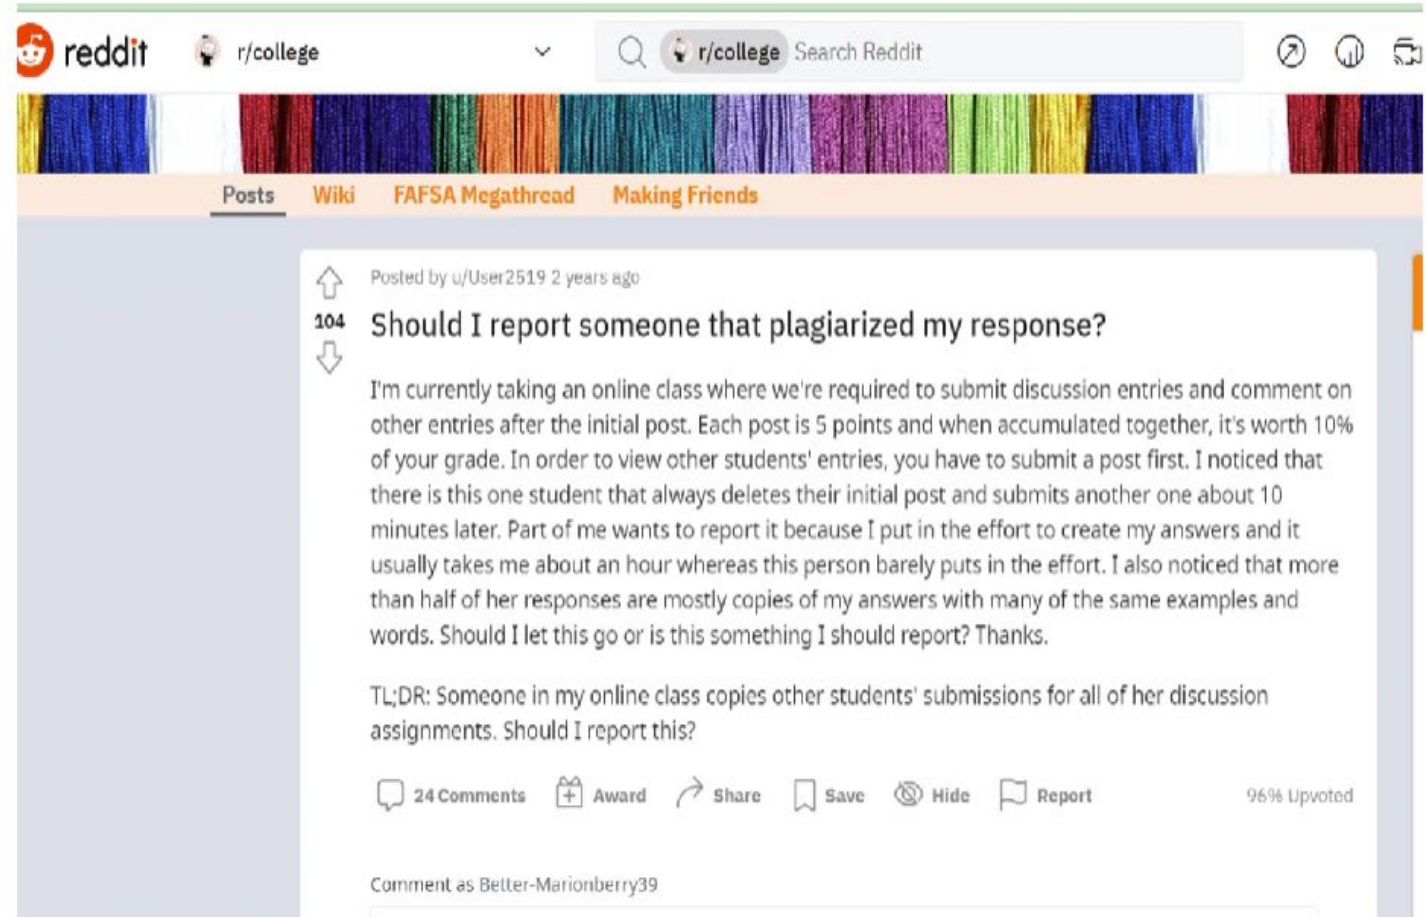 reddit r/college r/college Search Reddit
Posts Wiki FAFSA Megathread Making Friends
Posted by u/User2519 2 years ago
104
Should I report someone that plagiarized my response?
I'm currently taking an online class where we're required to submit discussion entries and comment on
other entries after the initial post. Each post is 5 points and when accumulated together, it's worth 10%
of your grade. In order to view other students' entries, you have to submit a post first. I noticed that
there is this one student that always deletes their initial post and submits another one about 10
minutes later. Part of me wants to report it because I put in the effort to create my answers and it
usually takes me about an hour whereas this person barely puts in the effort. I also noticed that more
than half of her responses are mostly copies of my answers with many of the same examples and
words. Should I let this go or is this something I should report? Thanks.
TL;DR: Someone in my online class copies other students' submissions for all of her discussion
assignments. Should I report this?
24 Comments Award Share Save Hide Report 96% Upvoted
Comment as Better-Marionberry39